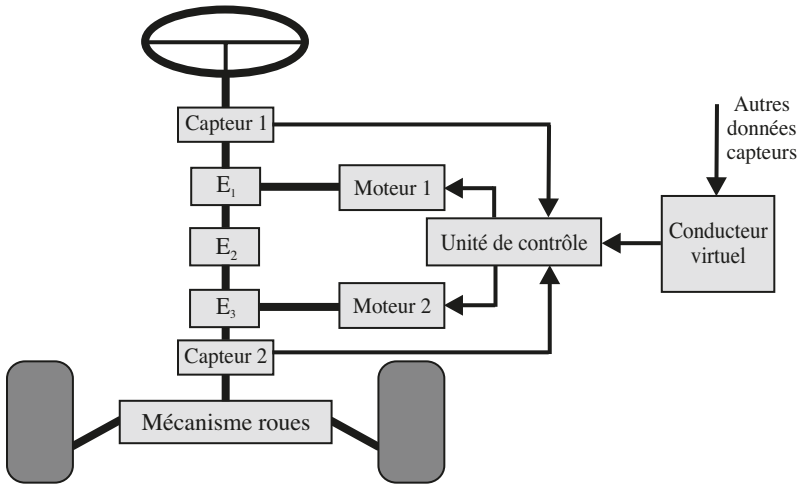 Capteur 1
Autres
données
capteurs
E₁
Moteur 1
E₂
Unité de contrôle
Conducteur
virtuel
E₃
Moteur 2
Capteur 2
Mécanisme roues